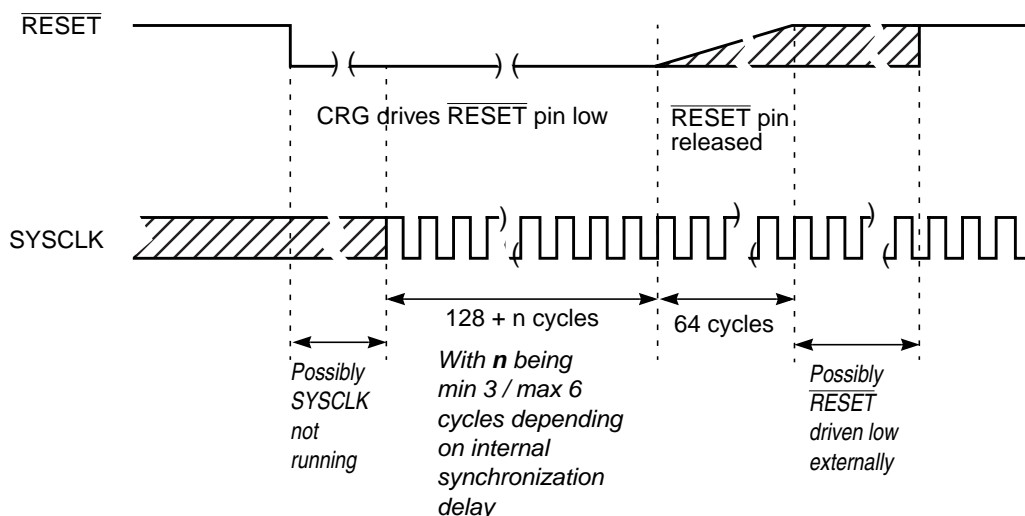 RESET
CRG drives RESET pin low
RESET pin
released
SYSCLK
128 + n cycles
64 cycles
Possibly
SYSCLK
not
running
With n being
min 3 / max 6
cycles depending
on internal
synchronization
delay
Possibly
RESET
driven low
externally